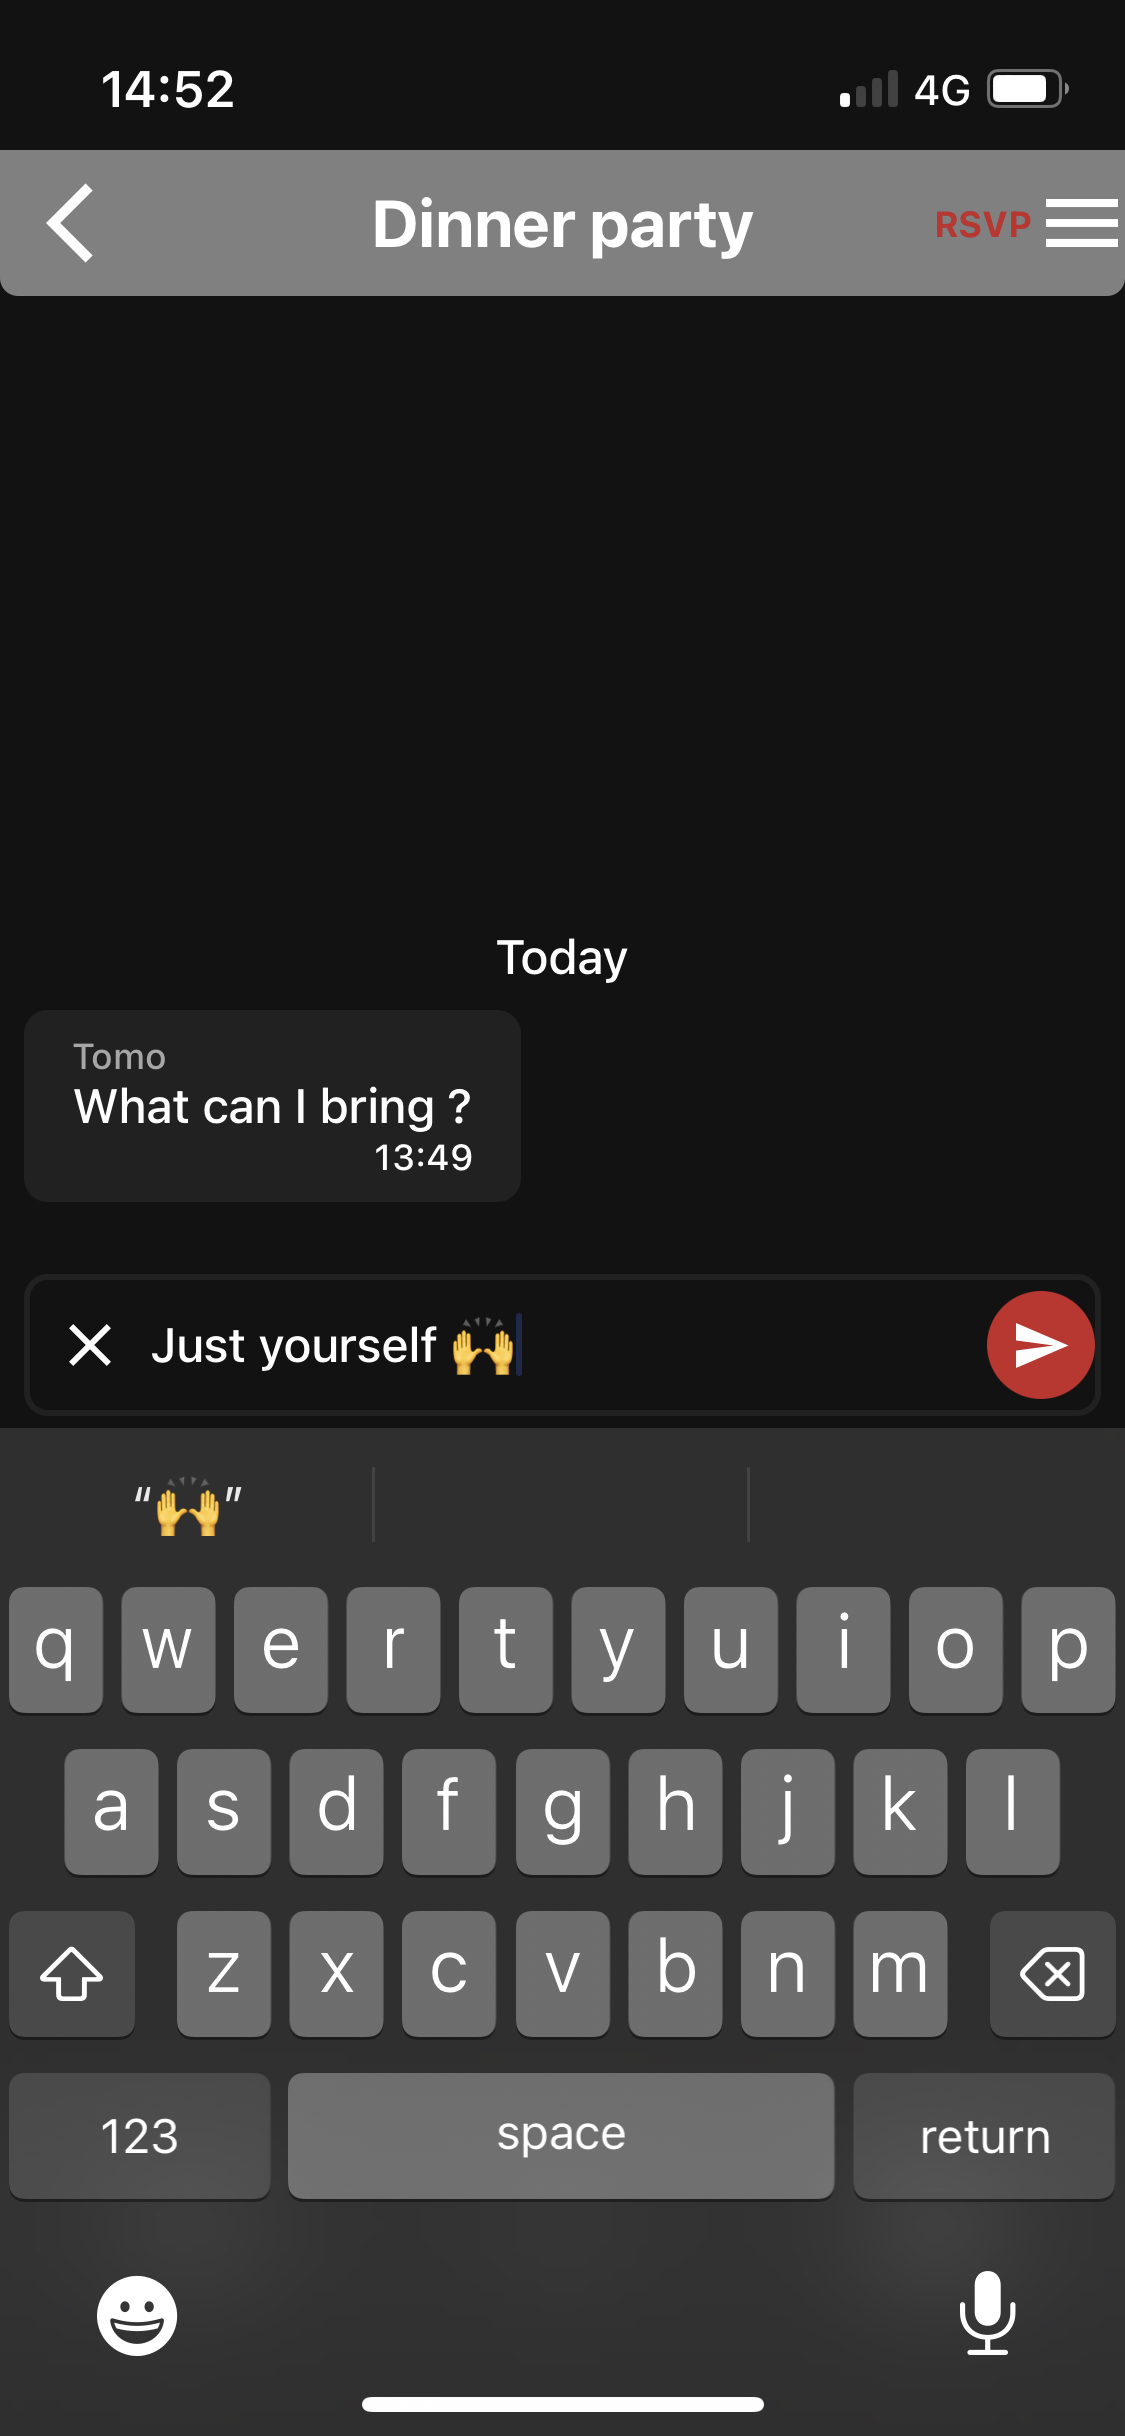 14:52 4G
Dinner party RSVP
Today
Tomo
What can I bring ?
13:49
Just yourself 🙌
“🙌”
q w e r t y u i o p
a s d f g h j k l
z x c v b n m
123 space return